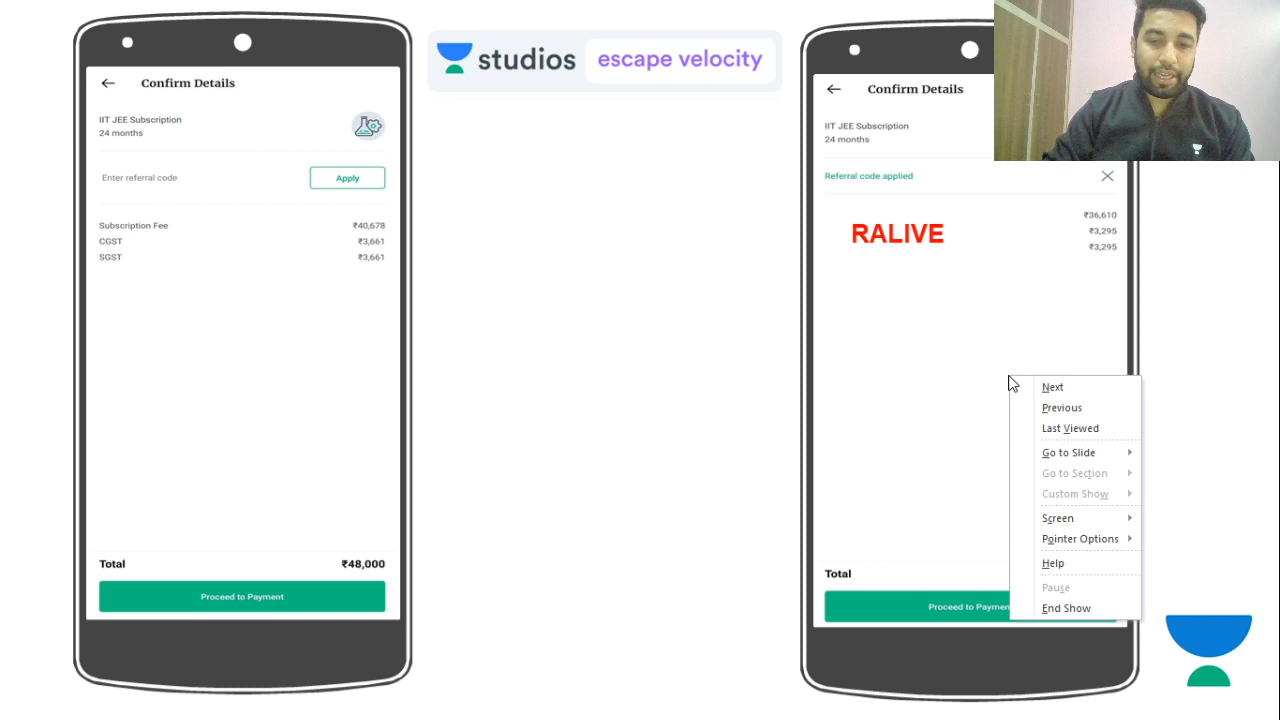 studios escape velocity
Confirm Details
IIT JEE Subscription
24 months
Enter referral code
Apply
Subscription Fee ₹40,678
CGST ₹3,661
SGST ₹3,661
Total ₹48,000
Proceed to Payment
Confirm Details
IIT JEE Subscription
24 months
Referral code applied
RALIVE
₹36,610
₹3,295
₹3,295
Total
Proceed to Paymen
Next
Previous
Last Viewed
Go to Slide
Go to Section
Custom Show
Screen
Pointer Options
Help
Pause
End Show